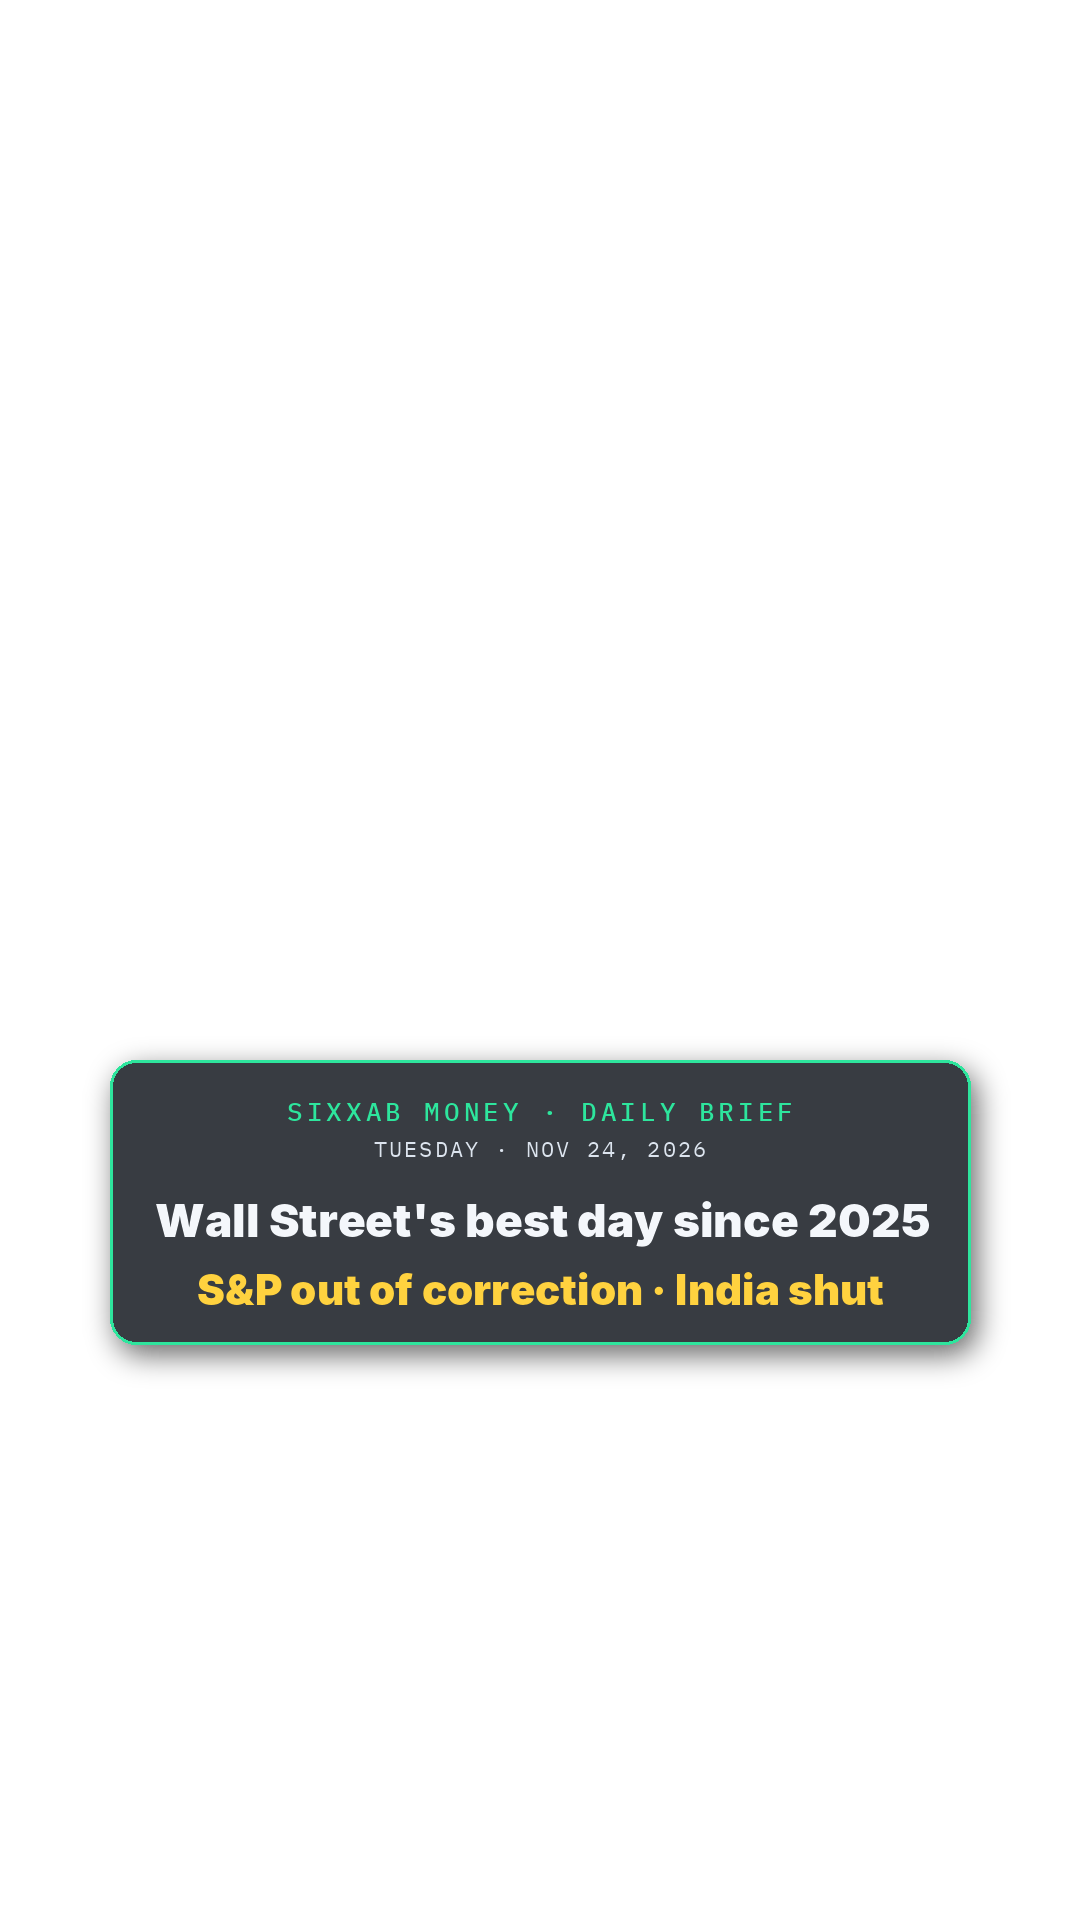 SIXXAB MONEY · DAILY BRIEF
TUESDAY · NOV 24, 2026
Wall Street's best day since 2025
S&P out of correction · India shut